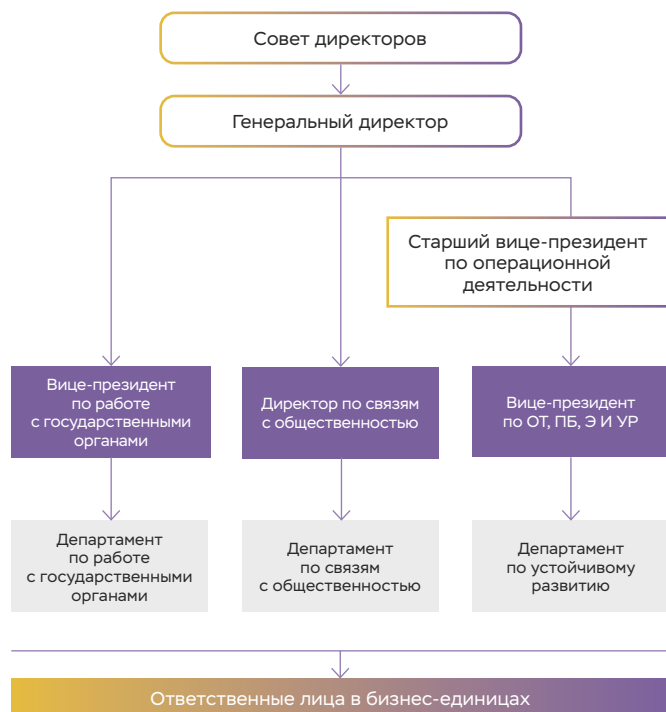 Совет директоров
Генеральный директор
Старший вице-президент
по операционной
деятельности
Вице-президент
по работе
с государственными
органами
Директор по связям
с общественностью
Вице-президент
по ОТ, ПБ, Э И УР
Департамент
по работе
с государственными
органами
Департамент
по связям
с общественностью
Департамент
по устойчивому
развитию
Ответственные лица в бизнес-единицах